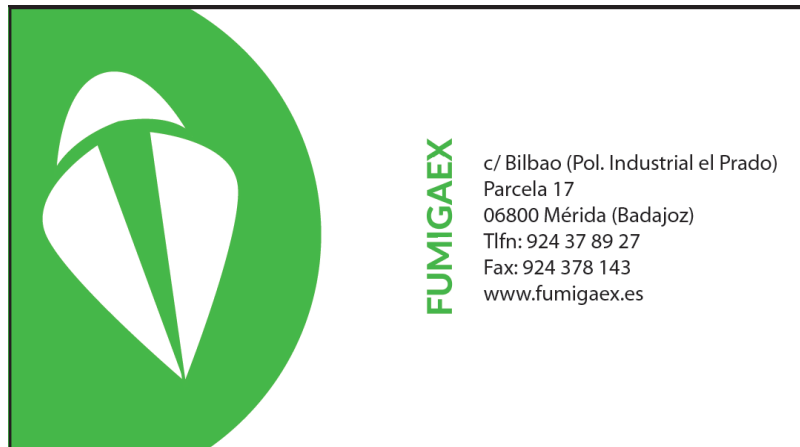 FUMIGAEX
c/ Bilbao (Pol. Industrial el Prado)
Parcela 17
06800 Mérida (Badajoz)
Tlfn: 924 37 89 27
Fax: 924 378 143
www.fumigaex.es